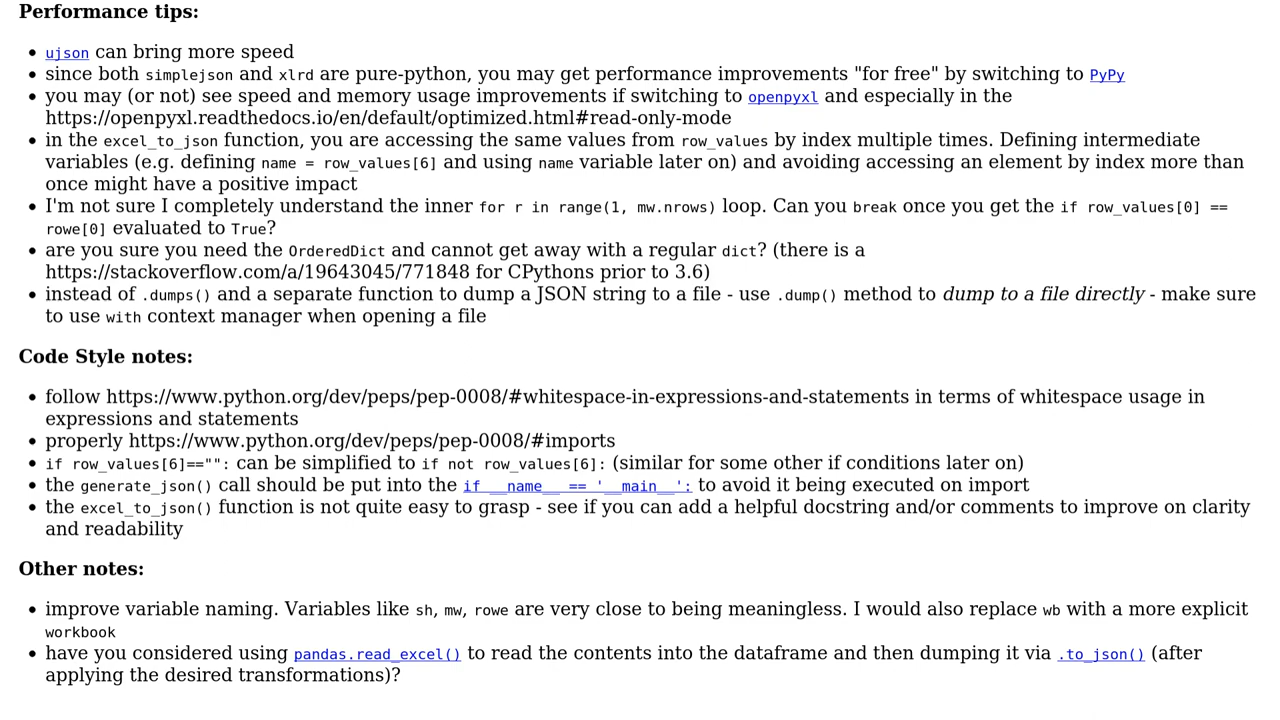 Performance tips:
ujson can bring more speed
since both simplejson and xlrd are pure-python, you may get performance improvements "for free" by switching to PyPy
you may (or not) see speed and memory usage improvements if switching to openpyxl and especially in the
https://openpyxl.readthedocs.io/en/default/optimized.html#read-only-mode
in the excel_to_json function, you are accessing the same values from row_values by index multiple times. Defining intermediate
variables (e.g. defining name = row_values[6] and using name variable later on) and avoiding accessing an element by index more than
once might have a positive impact
I'm not sure I completely understand the inner for r in range(1, mw.nrows) loop. Can you break once you get the if row_values[0] ==
rowe[0] evaluated to True?
are you sure you need the OrderedDict and cannot get away with a regular dict? (there is a
https://stackoverflow.com/a/19643045/771848 for CPythons prior to 3.6)
instead of .dumps() and a separate function to dump a JSON string to a file - use .dump() method to dump to a file directly - make sure
to use with context manager when opening a file
Code Style notes:
follow https://www.python.org/dev/peps/pep-0008/#whitespace-in-expressions-and-statements in terms of whitespace usage in
expressions and statements
properly https://www.python.org/dev/peps/pep-0008/#imports
if row_values[6]=="": can be simplified to if not row_values[6]: (similar for some other if conditions later on)
the generate_json() call should be put into the if __name__ == '__main__': to avoid it being executed on import
the excel_to_json() function is not quite easy to grasp - see if you can add a helpful docstring and/or comments to improve on clarity
and readability
Other notes:
improve variable naming. Variables like sh, mw, rowe are very close to being meaningless. I would also replace wb with a more explicit
workbook
have you considered using pandas.read_excel() to read the contents into the dataframe and then dumping it via .to_json() (after
applying the desired transformations)?